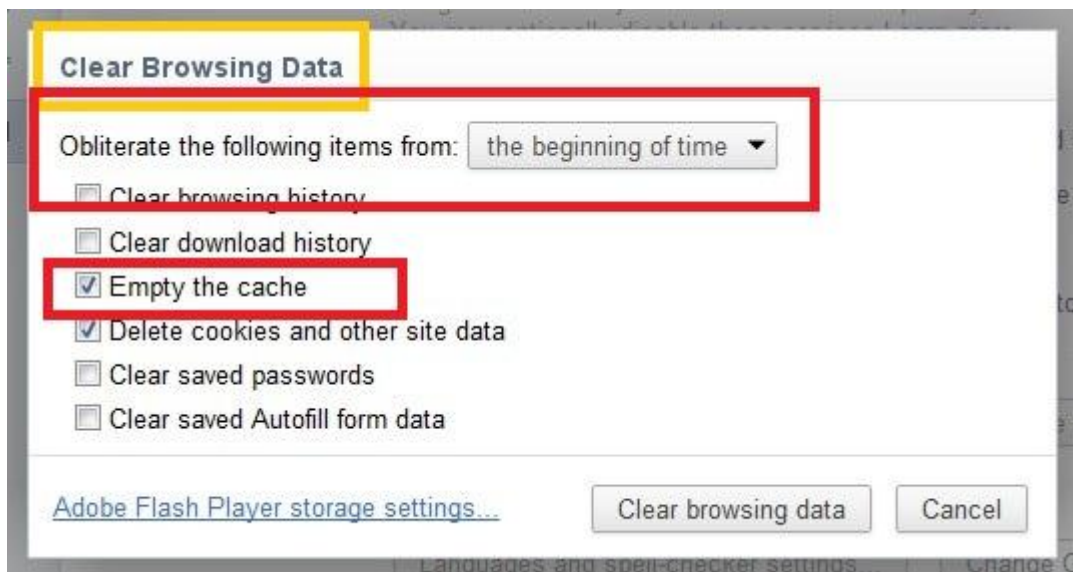 Clear Browsing Data
Obliterate the following items from: the beginning of time
Clear browsing history
Clear download history
Empty the cache
Delete cookies and other site data
Clear saved passwords
Clear saved Autofill form data
Adobe Flash Player storage settings... Clear browsing data Cancel
Languages and spell-checker settings... Change